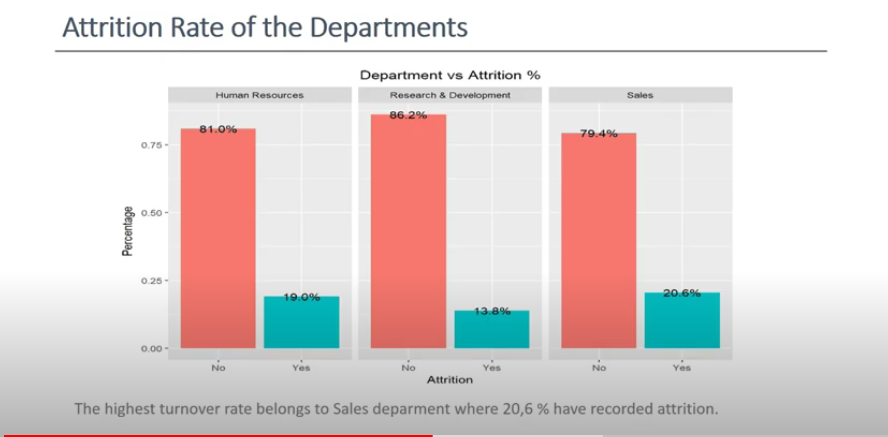 Attrition Rate of the Departments
Department vs Attrition %
Human Resources
Research & Development
Sales
81.0%
86.2%
79.4%
0.75
0.50
0.25
0.00
Percentage
19.0%
13.8%
20.6%
No
Yes
No
Yes
No
Yes
Attrition
The highest turnover rate belongs to Sales deparment where 20,6 % have recorded attrition.